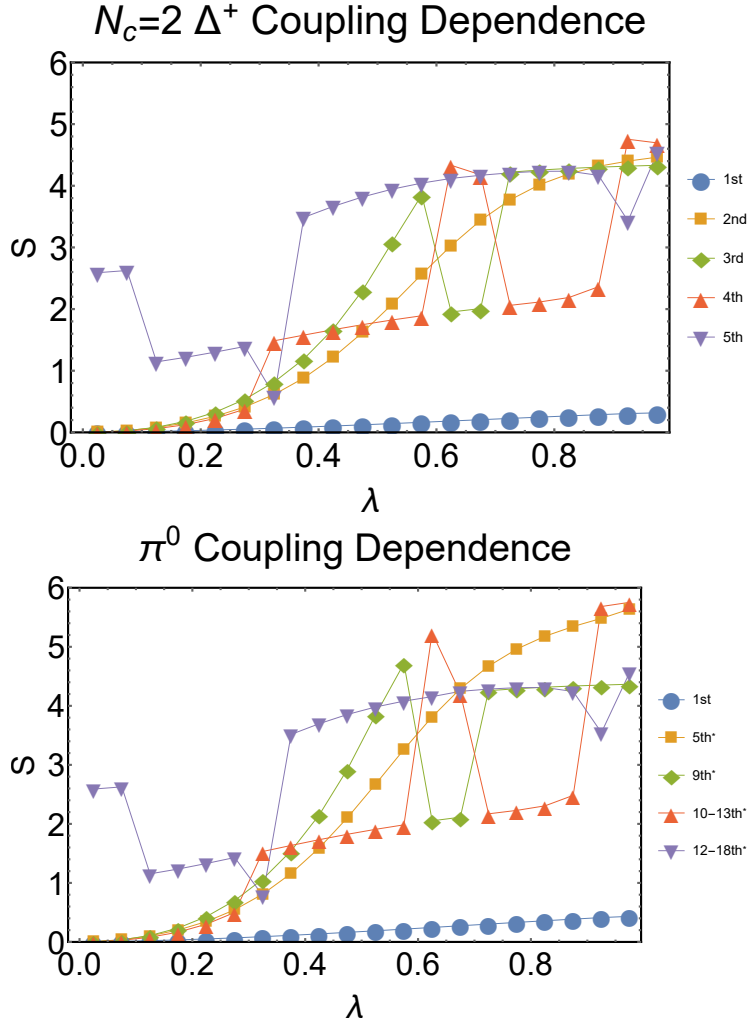 N_c=2 Δ⁺ Coupling Dependence
6
5
4
3
2
1
0
S
0.0 0.2 0.4 0.6 0.8
λ
1st
2nd
3rd
4th
5th
π⁰ Coupling Dependence
6
5
4
3
2
1
0
S
0.0 0.2 0.4 0.6 0.8
λ
1st
5th*
9th*
10–13th*
12–18th*